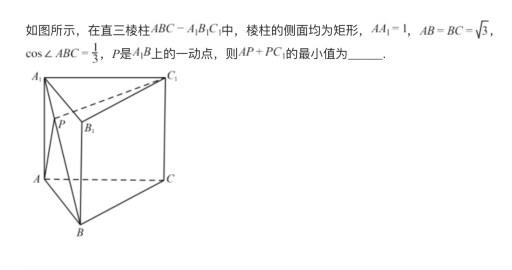 如图所示，在直三棱柱ABC - A₁B₁C₁中，棱柱的侧面均为矩形，AA₁ = 1，AB = BC = √3，
cos∠ABC = 1/3，P是A₁B上的一动点，则AP + PC₁的最小值为_____.
A₁
C₁
P
B₁
A
C
B